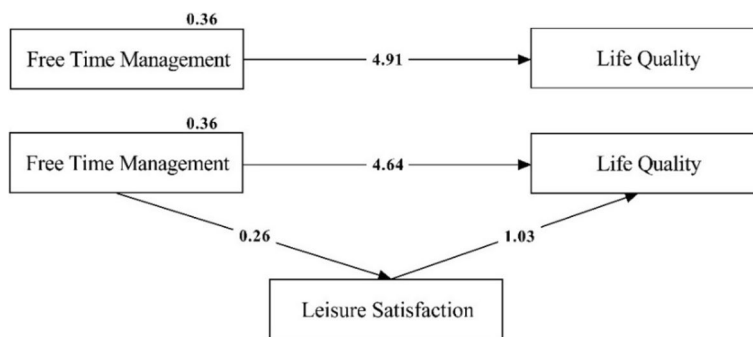 0.36
Free Time Management
4.91
Life Quality
0.36
Free Time Management
4.64
Life Quality
0.26
1.03
Leisure Satisfaction